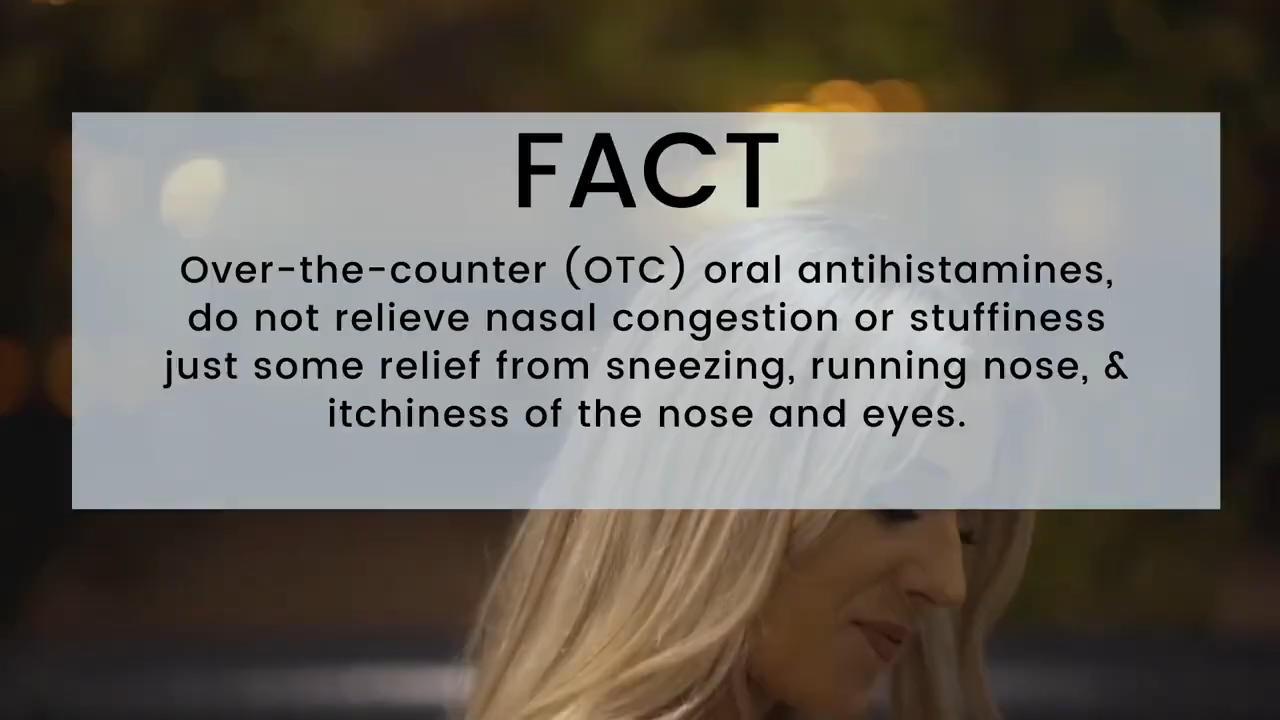 FACT
Over-the-counter (OTC) oral antihistamines,
do not relieve nasal congestion or stuffiness
just some relief from sneezing, running nose, &
itchiness of the nose and eyes.